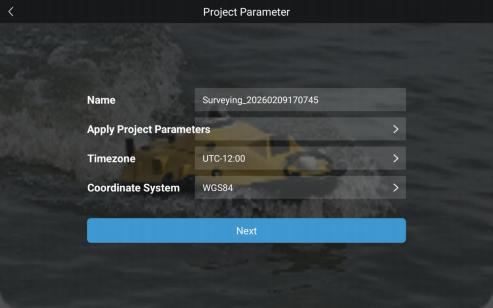 Project Parameter
Name Surveying_20260209170745
Apply Project Parameters
Timezone UTC-12:00
Coordinate System WGS84
Next